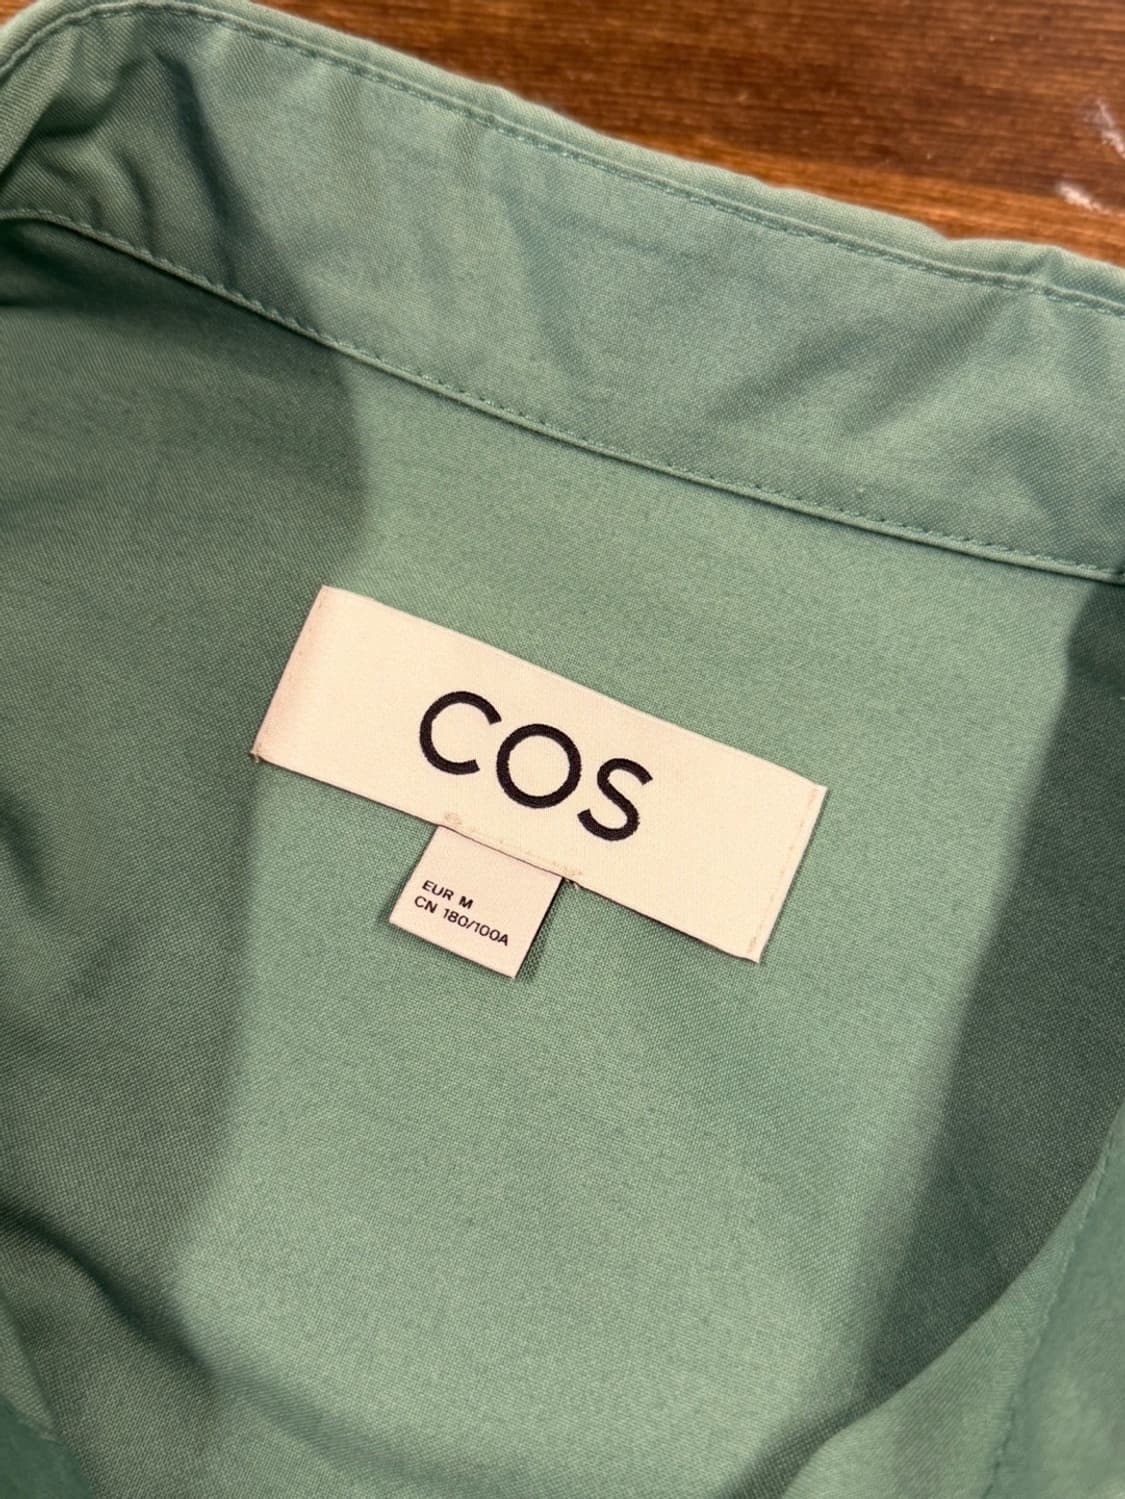 COS
EUR M
CN 180/100A